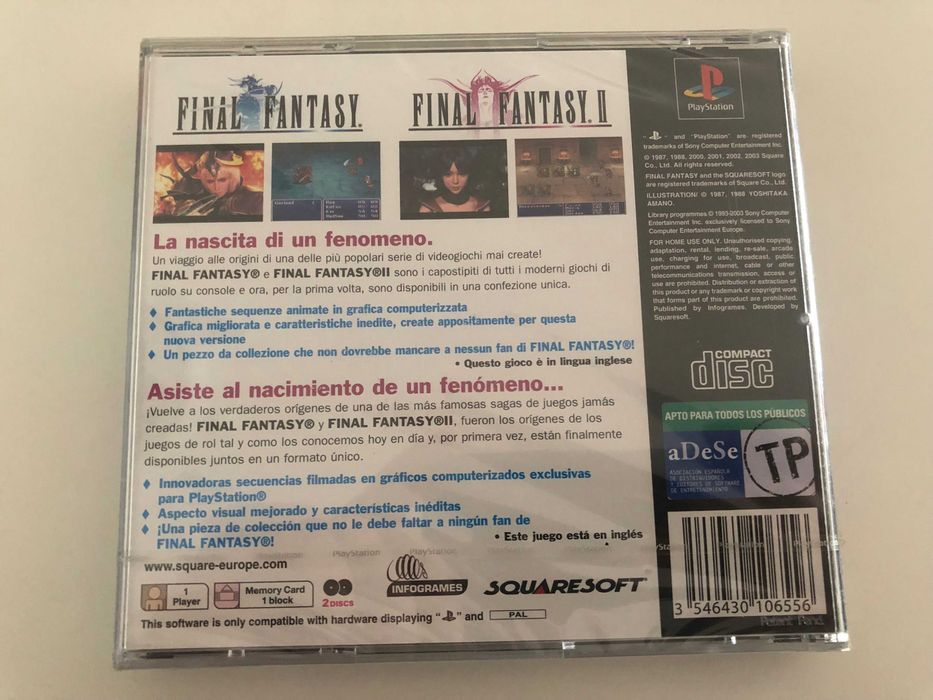 FINAL FANTASY®
FINAL FANTASY® II
La nascita di un fenomeno.
Un viaggio alle origini di una delle più popolari serie di videogiochi mai create!
FINAL FANTASY® e FINAL FANTASY®II sono i capostipiti di tutti i moderni giochi di
ruolo su console e ora, per la prima volta, sono disponibili in una confezione unica.
♦ Fantastiche sequenze animate in grafica computerizzata
♦ Grafica migliorata e caratteristiche inedite, create appositamente per questa
nuova versione
♦ Un pezzo da collezione che non dovrebbe mancare a nessun fan di FINAL FANTASY®!
• Questo gioco è in lingua inglese
Asiste al nacimiento de un fenómeno...
¡Vuelve a los verdaderos orígenes de una de las más famosas sagas de juegos jamás
creadas! FINAL FANTASY® y FINAL FANTASY®II, fueron los orígenes de los
juegos de rol tal y como los conocemos hoy en día y, por primera vez, están finalmente
disponibles juntos en un formato único.
♦ Innovadoras secuencias filmadas en gráficos computerizados exclusivas
para PlayStation®
♦ Aspecto visual mejorado y características inéditas
♦ ¡Una pieza de colección que no le debe faltar a ningún fan de
FINAL FANTASY®!
• Este juego está en inglés
PlayStation PlayStation
www.square-europe.com
1
Player
Memory Card
1 block
2DISCS
INFOGRAMES
SQUARESOFT®
This software is only compatible with hardware displaying " " and PAL
PlayStation
" " and "PlayStation" are registered
trademarks of Sony Computer Entertainment Inc.
© 1987, 1988, 2000, 2001, 2002, 2003 Square
Co., Ltd. All rights reserved.
FINAL FANTASY and the SQUARESOFT logo
are registered trademarks of Square Co., Ltd.
ILLUSTRATION/ © 1987, 1988 YOSHITAKA
AMANO.
Library programmes © 1993-2003 Sony Computer
Entertainment Inc. exclusively licensed to Sony
Computer Entertainment Europe.
FOR HOME USE ONLY. Unauthorised copying,
adaptation, rental, lending, re-sale, arcade
use, charging for use, broadcast, public
performance and internet, cable or other
telecommunications transmission, access or
use are prohibited. Distribution or extraction of
this product or any trademark or copyright work
that forms part of this product are prohibited.
Published by Infogrames. Developed by
Squaresoft.
COMPACT
disc
APTO PARA TODOS LOS PÚBLICOS
aDeSe
TP
ASOCIACION ESPAÑOLA
DE DISTRIBUIDORES
Y EDITORES DE SOFTWARE
DE ENTRETENIMIENTO
3 546430 106556
Patent Pend.